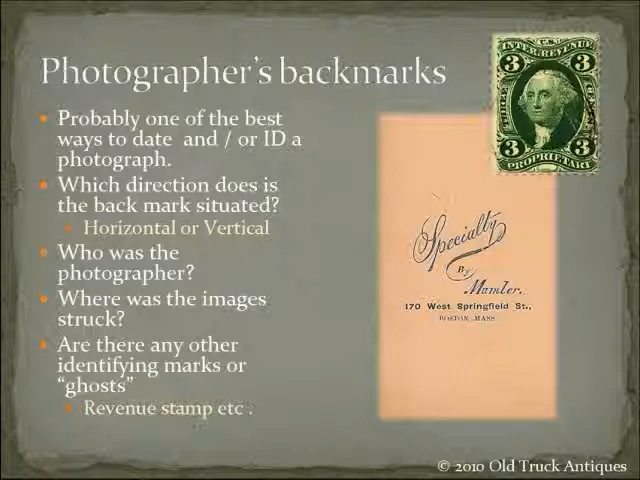 Photographer's backmarks
Probably one of the best
ways to date and / or ID a
photograph.
Which direction does is
the back mark situated?
Horizontal or Vertical
Who was the
photographer?
Where was the images
struck?
Are there any other
identifying marks or
“ghosts”
Revenue stamp etc .
U.S.
INTER. REVENUE
3 3
THREE CENTS
3 3
PROPRIETARY
Specialty
By
Mumler.
170 West Springfield St.,
BOSTON, MASS
© 2010 Old Truck Antiques